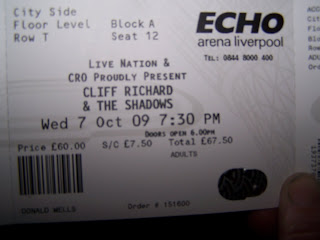 City Side
Floor Level Block A
Row T Seat 12
ECHO
arena liverpool
TEL: 0844 8000 400
LIVE NATION &
CRO PROUDLY PRESENT
CLIFF RICHARD
& THE SHADOWS
Wed 7 Oct 09 7:30 PM
DOORS OPEN 6.00PM
Price £60.00 S/C £7.50 Total £67.50
ADULTS
DONALD WELLS
Order # 151600